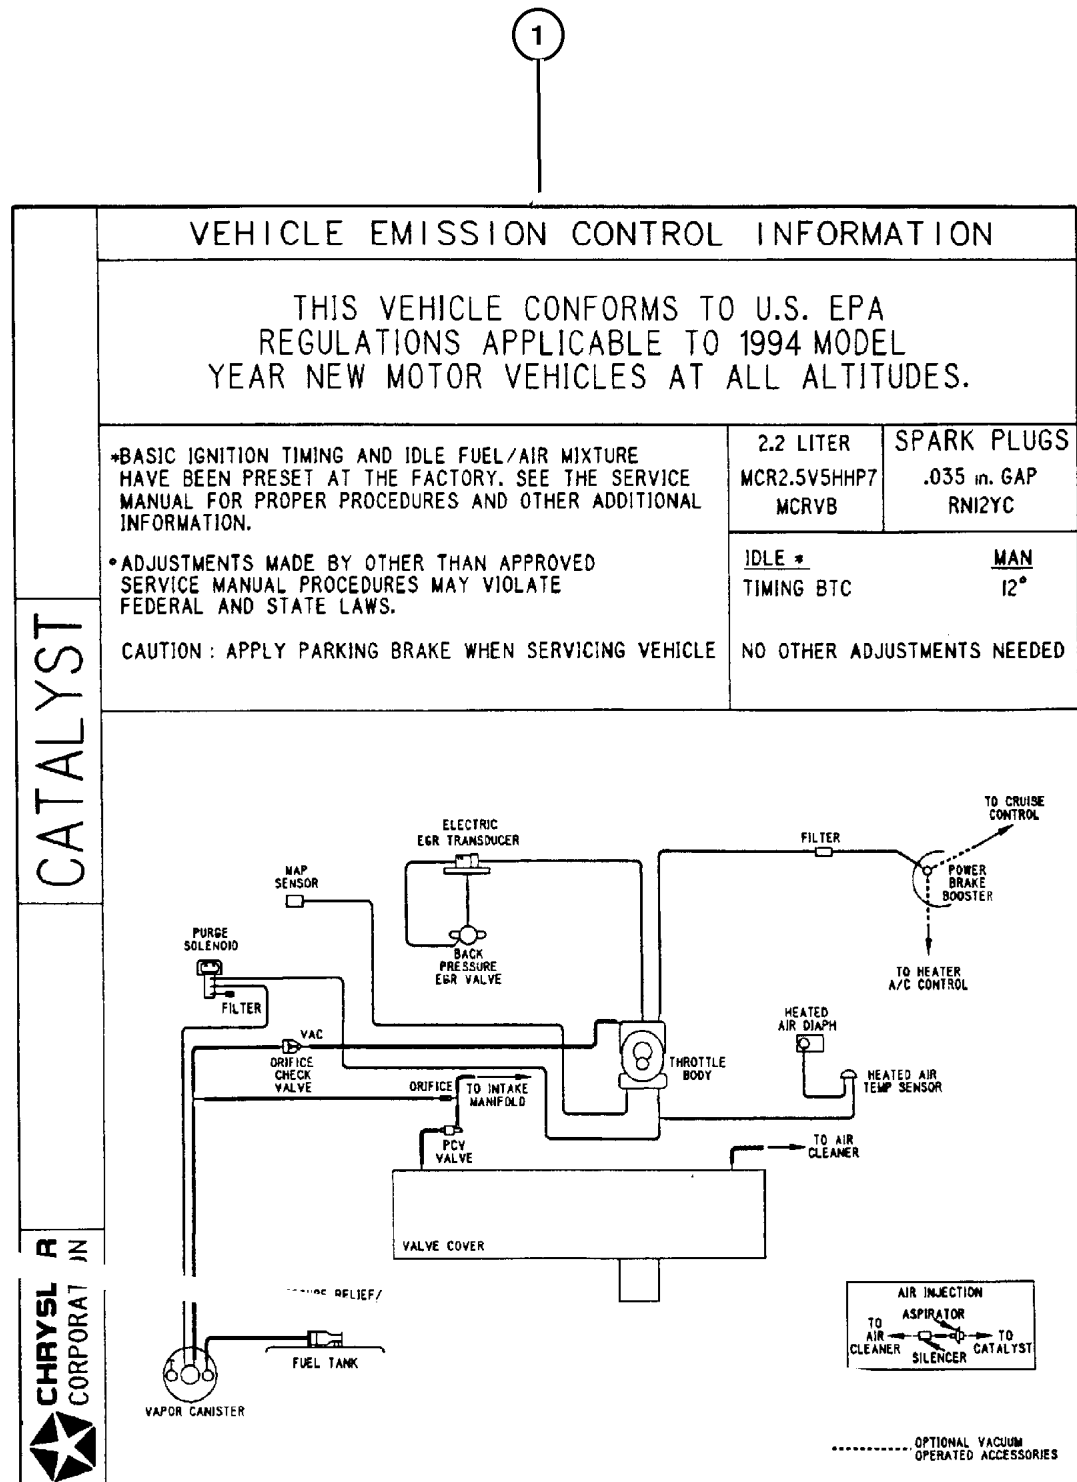 1
VEHICLE EMISSION CONTROL INFORMATION
THIS VEHICLE CONFORMS TO U.S. EPA
REGULATIONS APPLICABLE TO 1994 MODEL
YEAR NEW MOTOR VEHICLES AT ALL ALTITUDES.
*BASIC IGNITION TIMING AND IDLE FUEL/AIR MIXTURE
HAVE BEEN PRESET AT THE FACTORY. SEE THE SERVICE
MANUAL FOR PROPER PROCEDURES AND OTHER ADDITIONAL
INFORMATION.
•ADJUSTMENTS MADE BY OTHER THAN APPROVED
SERVICE MANUAL PROCEDURES MAY VIOLATE
FEDERAL AND STATE LAWS.
CAUTION : APPLY PARKING BRAKE WHEN SERVICING VEHICLE
2.2 LITER
MCR2.5V5HHP7
MCRVB
SPARK PLUGS
.035 in. GAP
RN12YC
IDLE * MAN
TIMING BTC 12°
NO OTHER ADJUSTMENTS NEEDED
CATALYST
TO CRUISE
CONTROL
ELECTRIC
EGR TRANSDUCER
FILTER
POWER
BRAKE
BOOSTER
MAP
SENSOR
PURGE
SOLENOID
BACK
PRESSURE
EGR VALVE
TO HEATER
A/C CONTROL
FILTER
HEATED
AIR DIAPH
VAC
ORIFICE
CHECK
VALVE
THROTTLE
BODY
HEATED AIR
TEMP SENSOR
ORIFICE
TO INTAKE
MANIFOLD
PCV
VALVE
TO AIR
CLEANER
VALVE COVER
RELIEF/
FUEL TANK
VAPOR CANISTER
AIR INJECTION
ASPIRATOR
TO
AIR
CLEANER
SILENCER
TO
CATALYST
OPTIONAL VACUUM
OPERATED ACCESSORIES
CHRYSL R
CORPORAT ON